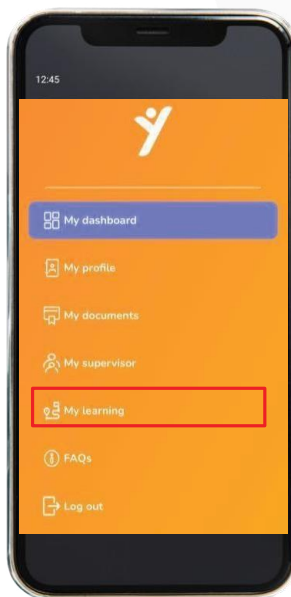 12:45
My dashboard
My profile
My documents
My supervisor
My learning
FAQs
Log out